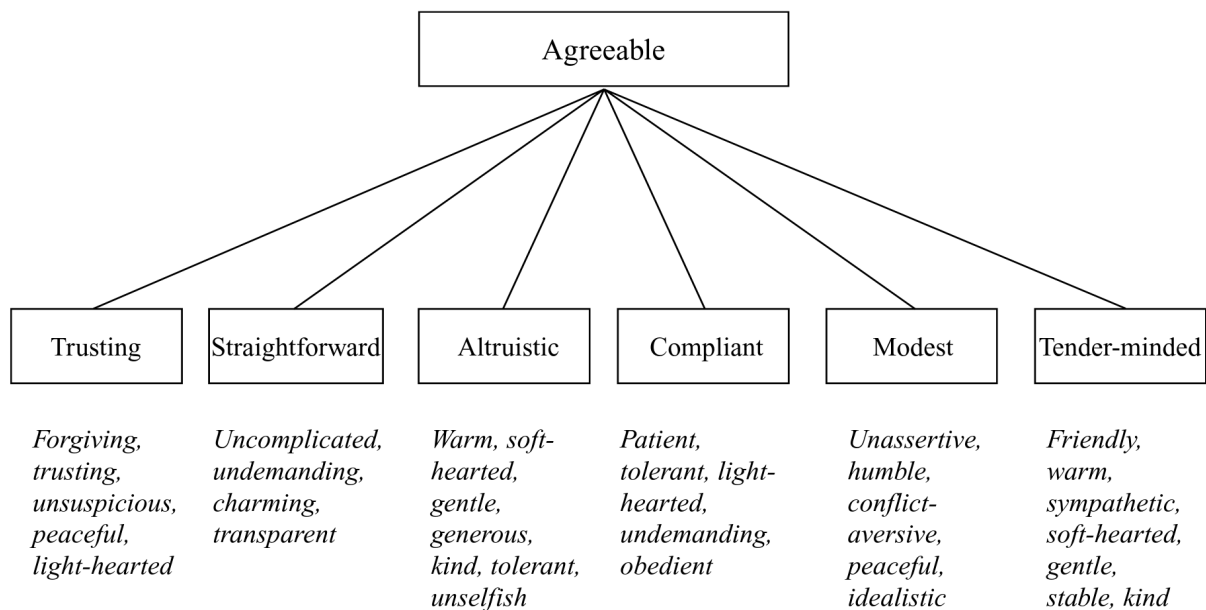 Agreeable
Trusting
Straightforward
Altruistic
Compliant
Modest
Tender-minded
Forgiving,
trusting,
unsuspicious,
peaceful,
light-hearted
Uncomplicated,
undemanding,
charming,
transparent
Warm, soft-
hearted,
gentle,
generous,
kind, tolerant,
unselfish
Patient,
tolerant, light-
hearted,
undemanding,
obedient
Unassertive,
humble,
conflict-
aversive,
peaceful,
idealistic
Friendly,
warm,
sympathetic,
soft-hearted,
gentle,
stable, kind